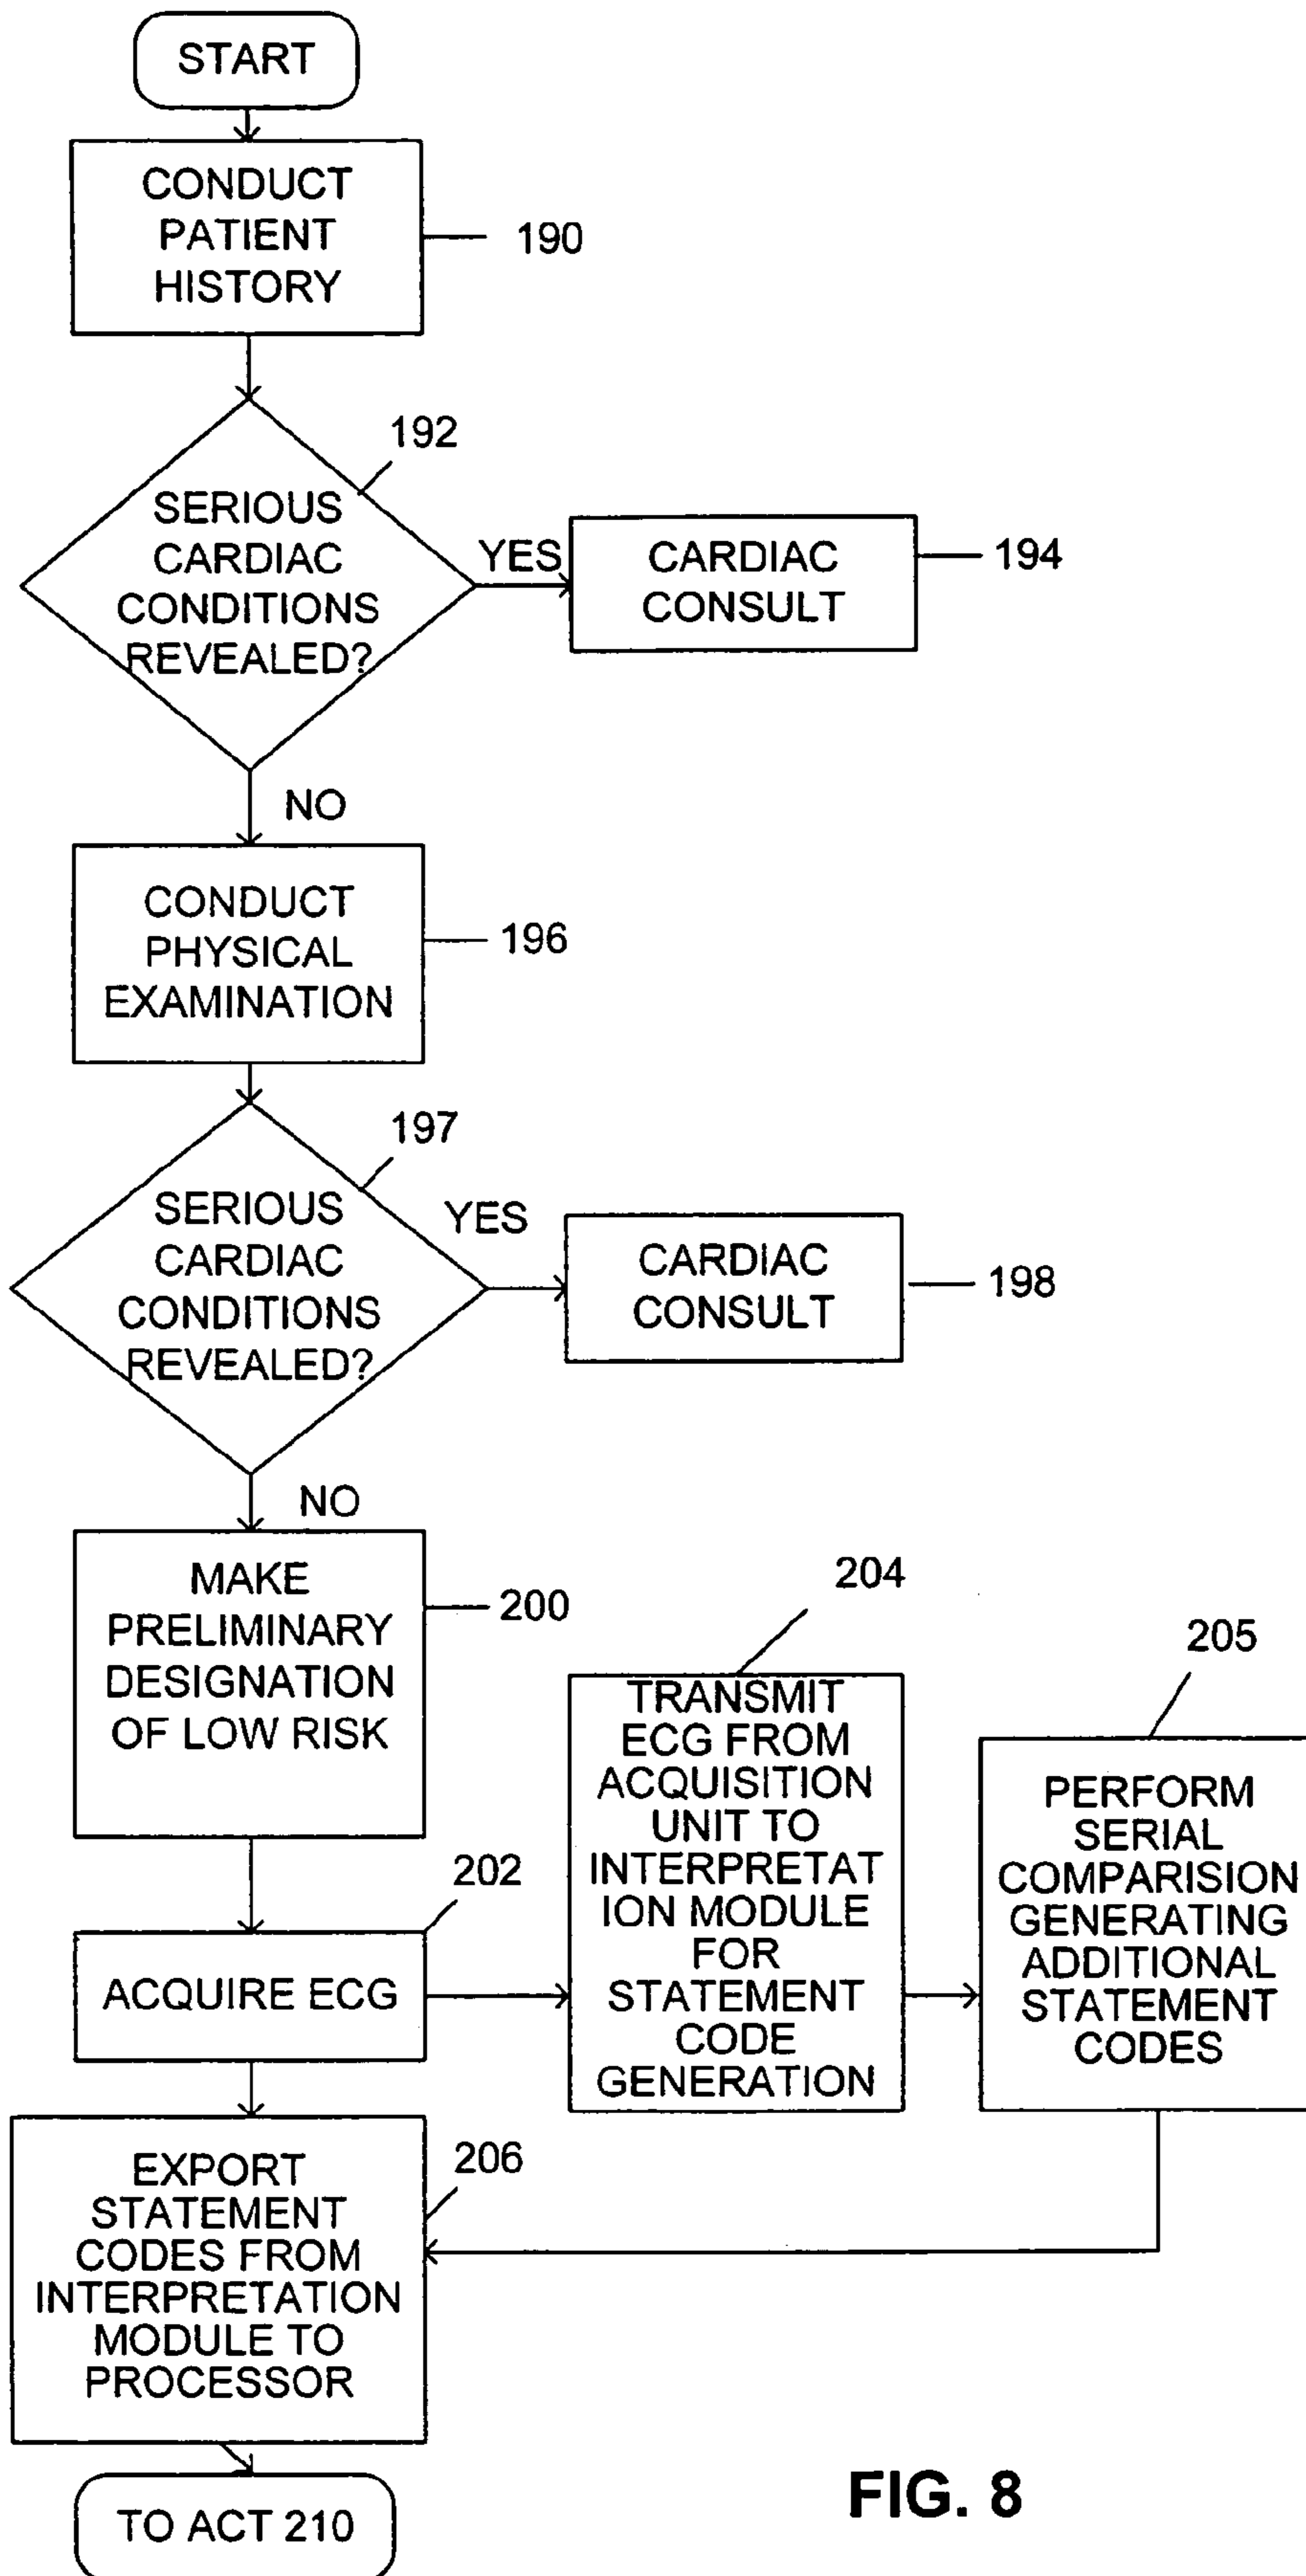 START
CONDUCT
PATIENT
HISTORY
190
192
SERIOUS
CARDIAC
CONDITIONS
REVEALED?
YES
CARDIAC
CONSULT
194
NO
CONDUCT
PHYSICAL
EXAMINATION
196
197
SERIOUS
CARDIAC
CONDITIONS
REVEALED?
YES
CARDIAC
CONSULT
198
NO
MAKE
PRELIMINARY
DESIGNATION
OF LOW RISK
200
202
ACQUIRE ECG
204
TRANSMIT
ECG FROM
ACQUISITION
UNIT TO
INTERPRETAT
ION MODULE
FOR
STATEMENT
CODE
GENERATION
205
PERFORM
SERIAL
COMPARISION
GENERATING
ADDITIONAL
STATEMENT
CODES
206
EXPORT
STATEMENT
CODES FROM
INTERPRETATION
MODULE TO
PROCESSOR
TO ACT 210
FIG. 8